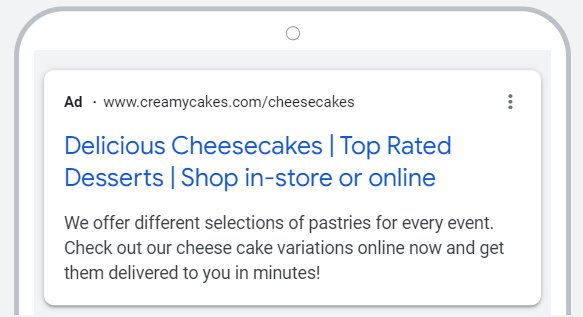 Ad · www.creamycakes.com/cheesecakes
Delicious Cheesecakes | Top Rated
Desserts | Shop in-store or online
We offer different selections of pastries for every event.
Check out our cheese cake variations online now and get
them delivered to you in minutes!